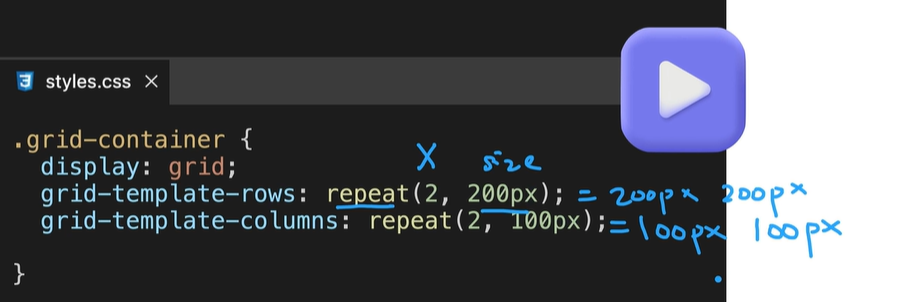 styles.css ×
.grid-container {
X size
display: grid;
grid-template-rows: repeat(2, 200px); = 200px 200px
grid-template-columns: repeat(2, 100px); = 100px 100px
}